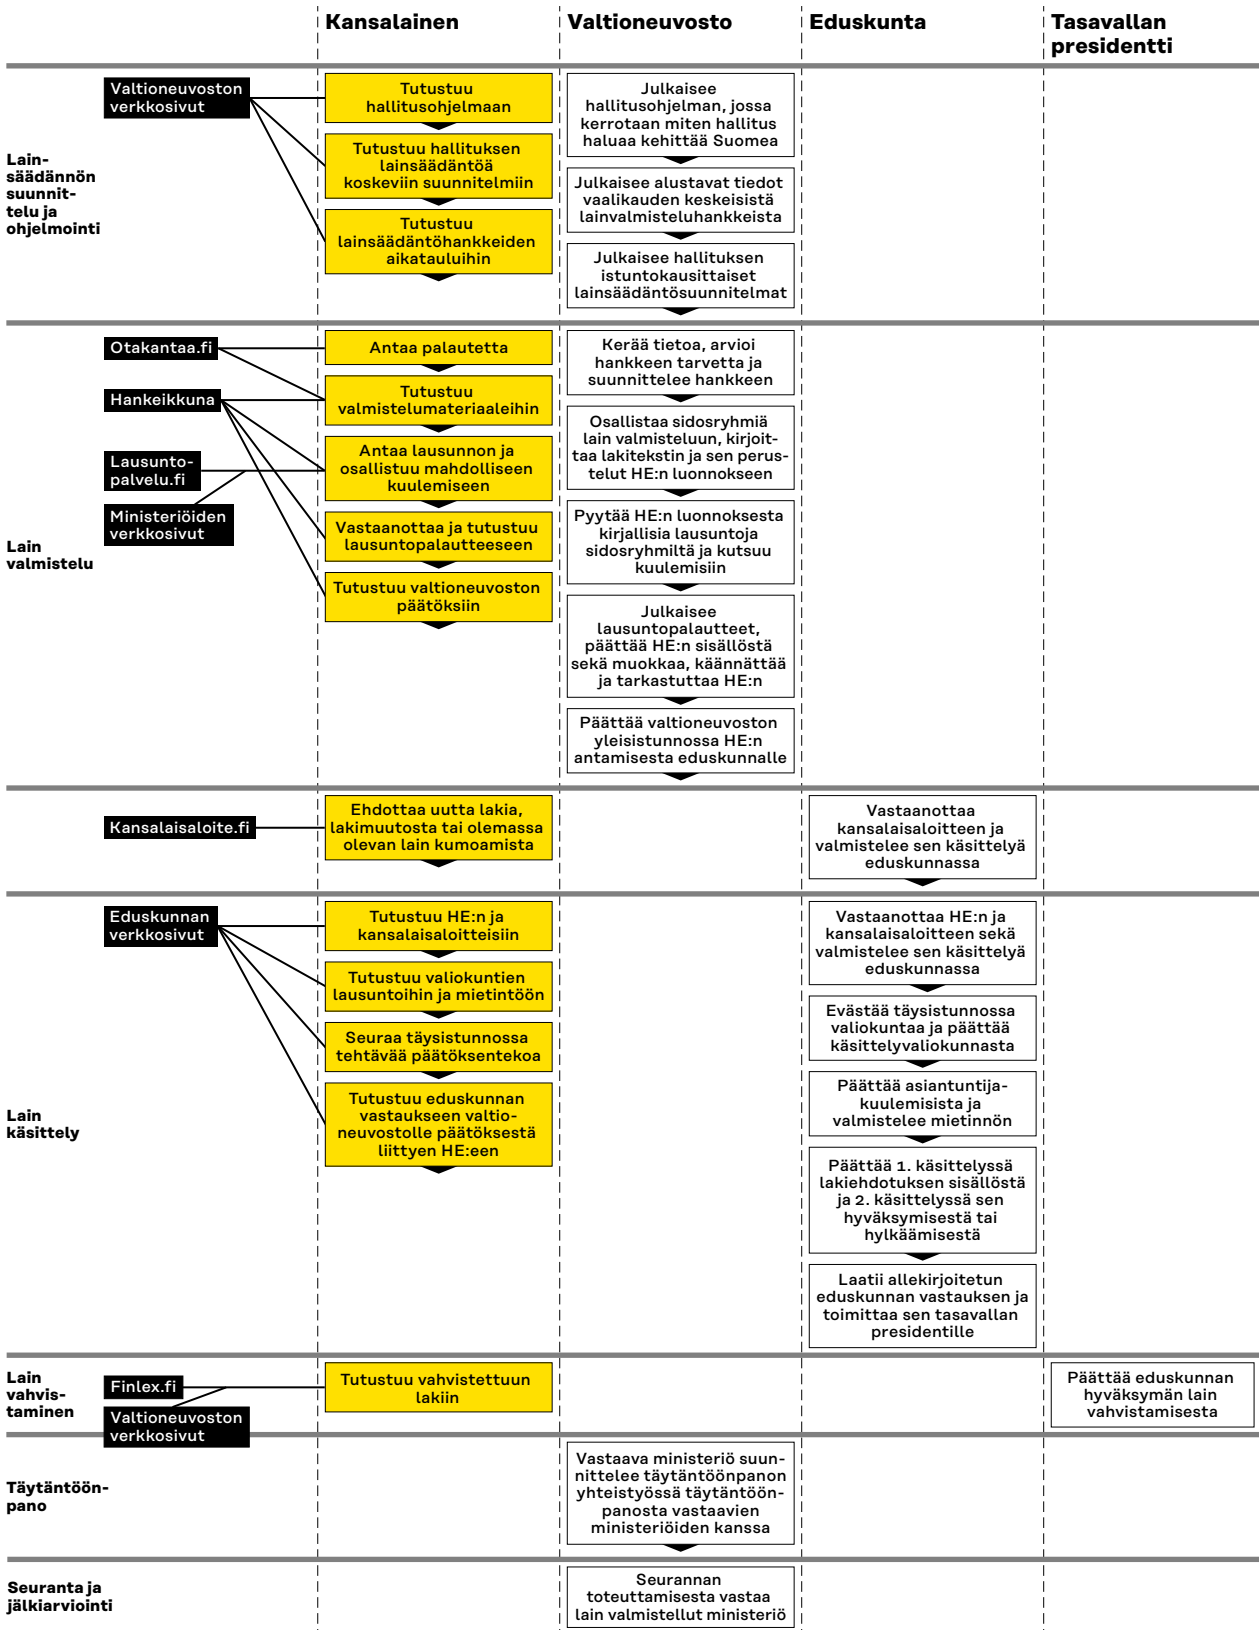 Kansalainen
Valtioneuvosto
Eduskunta
Tasavallan
presidentti
Lain-
säädännön
suunnit-
telu ja
ohjelmointi
Valtioneuvoston
verkkosivut
Tutustuu
hallitusohjelmaan
Tutustuu hallituksen
lainsäädäntöä
koskeviin suunnitelmiin
Tutustuu
lainsäädäntöhankkeiden
aikatauluihin
Julkaisee
hallitusohjelman, jossa
kerrotaan miten hallitus
haluaa kehittää Suomea
Julkaisee alustavat tiedot
vaalikauden keskeisistä
lainvalmisteluhankkeista
Julkaisee hallituksen
istuntokausittaiset
lainsäädäntösuunnitelmat
Lain
valmistelu
Otakantaa.fi
Hankeikkuna
Lausunto-
palvelu.fi
Ministeriöiden
verkkosivut
Antaa palautetta
Tutustuu
valmistelumateriaaleihin
Antaa lausunnon ja
osallistuu mahdolliseen
kuulemiseen
Vastaanottaa ja tutustuu
lausuntopalautteeseen
Tutustuu valtioneuvoston
päätöksiin
Kerää tietoa, arvioi
hankkeen tarvetta ja
suunnittelee hankkeen
Osallistaa sidosryhmiä
lain valmisteluun, kirjoit-
taa lakitekstin ja sen perus-
telut HE:n luonnokseen
Pyytää HE:n luonnoksesta
kirjallisia lausuntoja
sidosryhmiltä ja kutsuu
kuulemisiin
Julkaisee
lausuntopalautteet,
päättää HE:n sisällöstä
sekä muokkaa, käännättää
ja tarkastuttaa HE:n
Päättää valtioneuvoston
yleisistunnossa HE:n
antamisesta eduskunnalle
Kansalaisaloite.fi
Ehdottaa uutta lakia,
lakimuutosta tai olemassa
olevan lain kumoamista
Vastaanottaa
kansalaisaloitteen ja
valmistelee sen käsittelyä
eduskunnassa
Lain
käsittely
Eduskunnan
verkkosivut
Tutustuu HE:n ja
kansalaisaloitteisiin
Tutustuu valiokuntien
lausuntoihin ja mietintöön
Seuraa täysistunnossa
tehtävää päätöksentekoa
Tutustuu eduskunnan
vastaukseen valtio-
neuvostolle päätöksestä
liittyen HE:een
Vastaanottaa HE:n ja
kansalaisaloitteen sekä
valmistelee sen käsittelyä
eduskunnassa
Evästää täysistunnossa
valiokuntaa ja päättää
käsittelyvaliokunnasta
Päättää asiantuntija-
kuulemisista ja
valmistelee mietinnön
Päättää 1. käsittelyssä
lakiehdotuksen sisällöstä
ja 2. käsittelyssä sen
hyväksymisestä tai
hylkäämisestä
Laatii allekirjoitetun
eduskunnan vastauksen ja
toimittaa sen tasavallan
presidentille
Lain
vahvis-
taminen
Finlex.fi
Valtioneuvoston
verkkosivut
Tutustuu vahvistettuun
lakiin
Päättää eduskunnan
hyväksymän lain
vahvistamisesta
Täytäntöön-
pano
Vastaava ministeriö suun-
nittelee täytäntöönpanon
yhteistyössä täytäntöön-
panosta vastaavien
ministeriöiden kanssa
Seuranta ja
jälkiarviointi
Seurannan
toteuttamisesta vastaa
lain valmistellut ministeriö